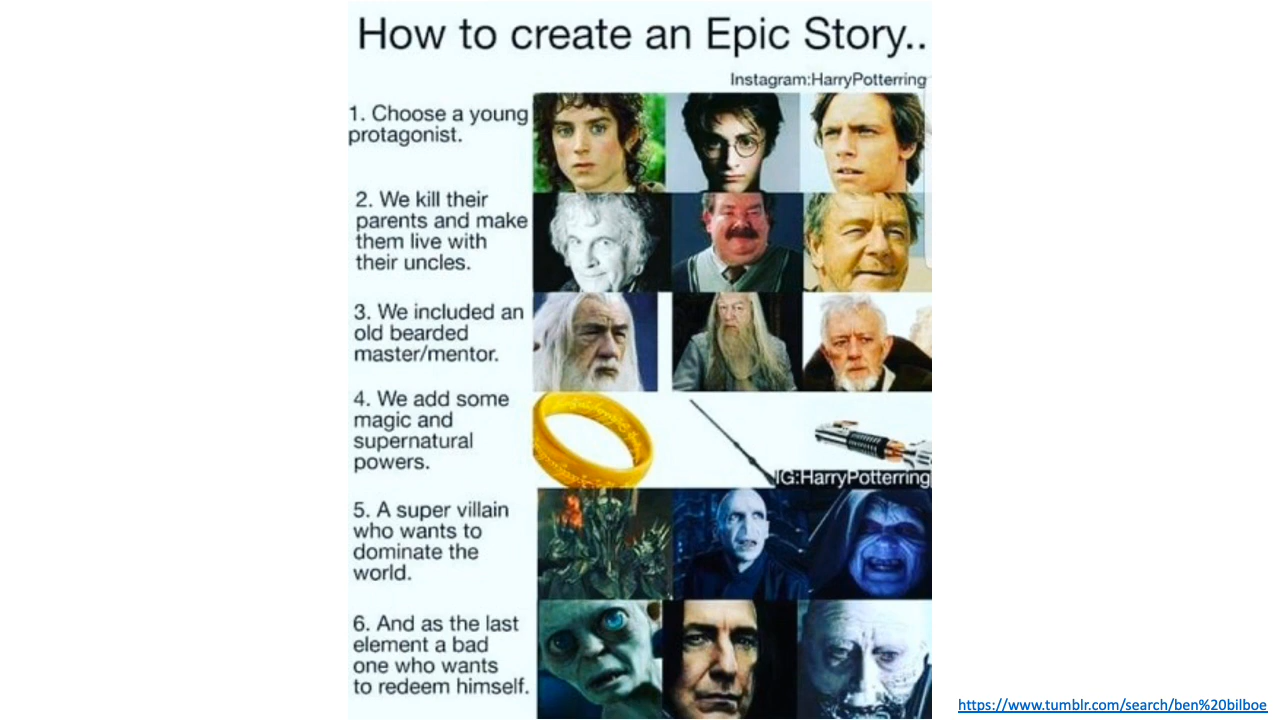 How to create an Epic Story..
Instagram:HarryPotterring
1. Choose a young
protagonist.
2. We kill their
parents and make
them live with
their uncles.
3. We included an
old bearded
master/mentor.
4. We add some
magic and
supernatural
powers.
IG:HarryPotterring
5. A super villain
who wants to
dominate the
world.
6. And as the last
element a bad
one who wants
to redeem himself.
https://www.tumblr.com/search/ben%20bilboe